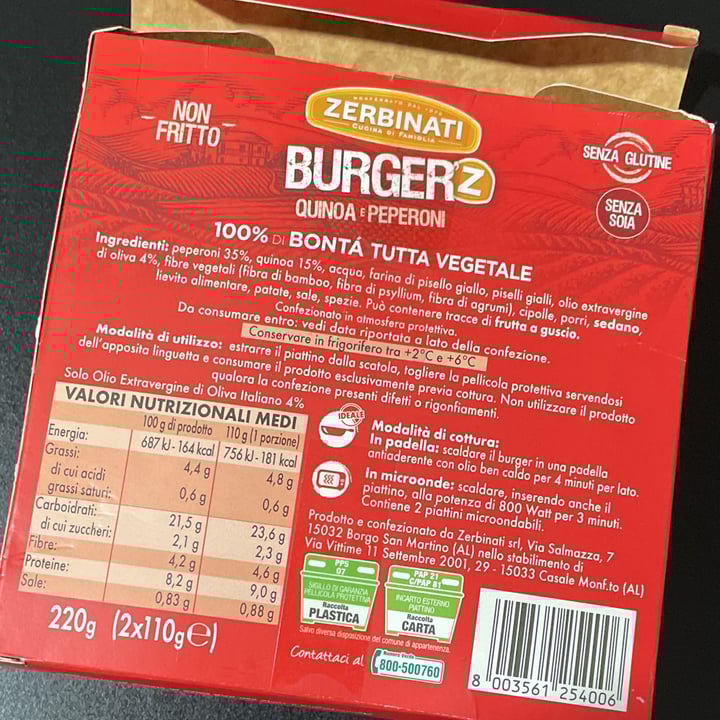 NON
FRITTO
MONFERRATO DAL 1970
ZERBINATI
CUCINA DI FAMIGLIA
BURGER'Z
QUINOA E PEPERONI
SENZA GLUTINE
SENZA
SOIA
100% DI BONTÁ TUTTA VEGETALE
Ingredienti: peperoni 35%, quinoa 15%, acqua, farina di pisello giallo, piselli gialli, olio extravergine
di oliva 4%, fibre vegetali (fibra di bamboo, fibra di psyllium, fibra di agrumi), cipolle, porri, sedano,
lievito alimentare, patate, sale, spezie. Può contenere tracce di frutta a guscio.
Confezionato in atmosfera protettiva.
Da consumare entro: vedi data riportata a lato della confezione.
Conservare in frigorifero tra +2°C e +6°C
Modalità di utilizzo: estrarre il piattino dalla scatola, togliere la pellicola protettiva servendosi
dell'apposita linguetta e consumare il prodotto esclusivamente previa cottura. Non utilizzare il prodotto
qualora la confezione presenti difetti o rigonfiamenti.
Solo Olio Extravergine di Oliva Italiano 4%
VALORI NUTRIZIONALI MEDI
100 g di prodotto 110 g (1 porzione)
Energia: 687 kJ - 164 kcal 756 kJ - 181 kcal
Grassi: 4,4 g 4,8 g
di cui acidi
grassi saturi: 0,6 g 0,6 g
Carboidrati: 21,5 g 23,6 g
di cui zuccheri: 2,1 g 2,3 g
Fibre: 4,2 g 4,6 g
Proteine: 8,2 g 9,0 g
Sale: 0,83 g 0,88 g
220g (2x110g℮)
IDEALE
Modalità di cottura:
In padella: scaldare il burger in una padella
antiaderente con olio ben caldo per 4 minuti per lato.
In microonde: scaldare, inserendo anche il
piattino, alla potenza di 800 Watt per 3 minuti.
Contiene 2 piattini microondabili.
Prodotto e confezionato da Zerbinati srl, Via Salmazza, 7
15032 Borgo San Martino (AL) nello stabilimento di
Via Vittime 11 Settembre 2001, 29 - 15033 Casale Monf.to (AL)
PP5
07
SIGILLO DI GARANZIA
PELLICOLA PROTETTIVA
Raccolta
PLASTICA
PAP 21
C/PAP 81
INCARTO ESTERNO
PIATTINO
Raccolta
CARTA
Salvo diversa disposizione del comune di appartenenza.
Contattaci al
Numero Verde
800-500760
8 003561 254006